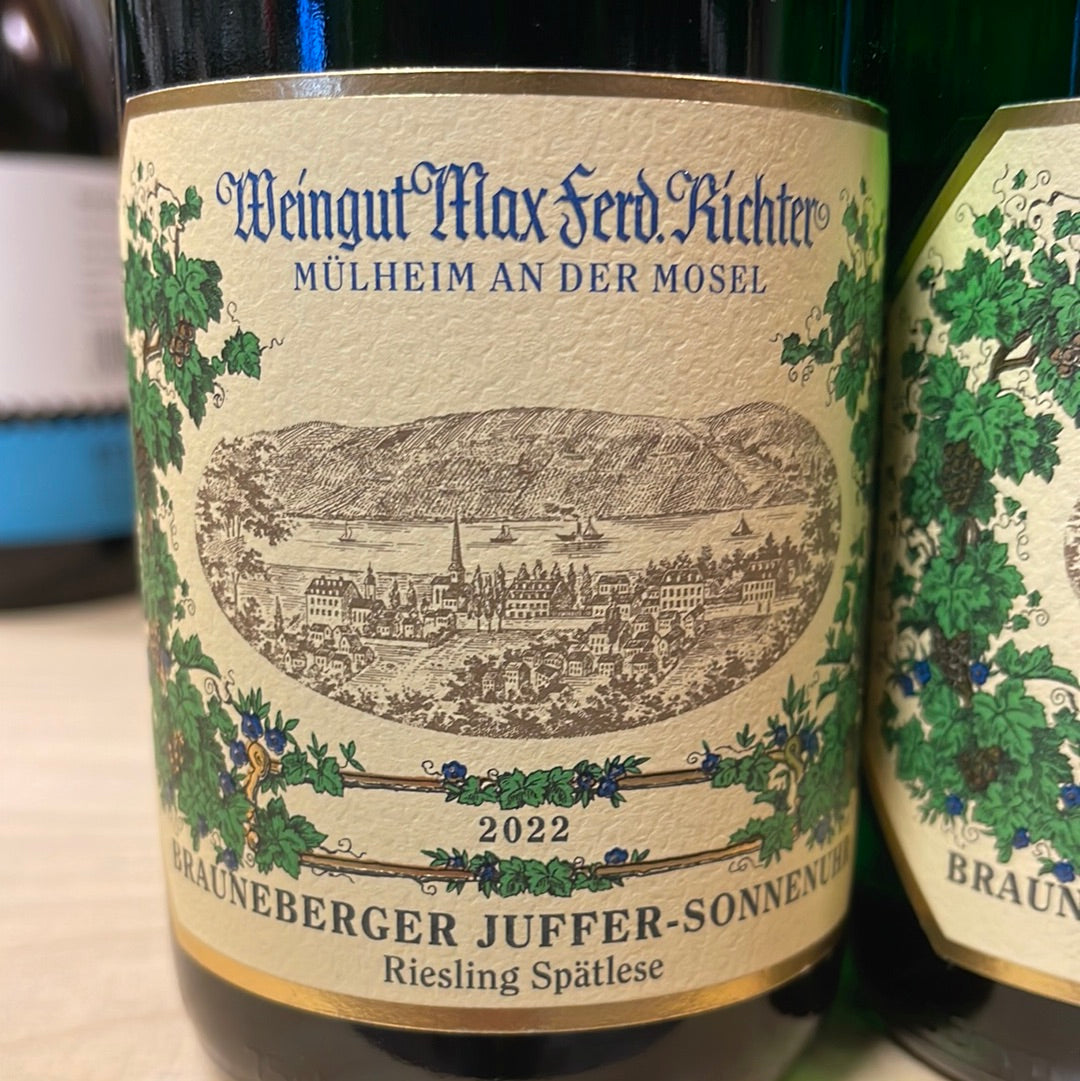 Weingut Max Ferd. Richter
MÜLHEIM AN DER MOSEL
2022
BRAUNEBERGER JUFFER-SONNENUHR
Riesling Spätlese
BRAUN